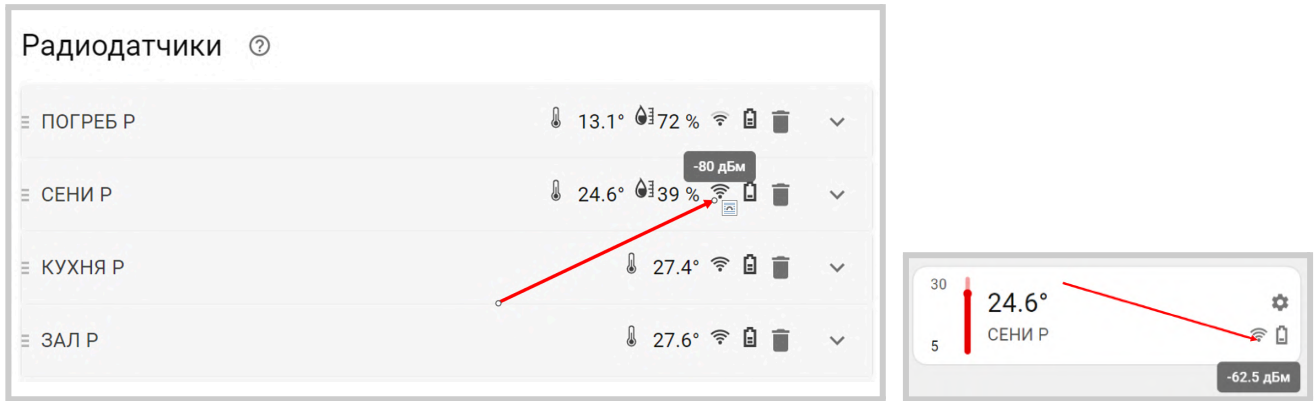 Радиодатчики ?
ПОГРЕБ Р 13.1° 72 %
-80 дБм
СЕНИ Р 24.6° 39 %
КУХНЯ Р 27.4°
ЗАЛ Р 27.6°
30
24.6°
СЕНИ Р
5
-62.5 дБм